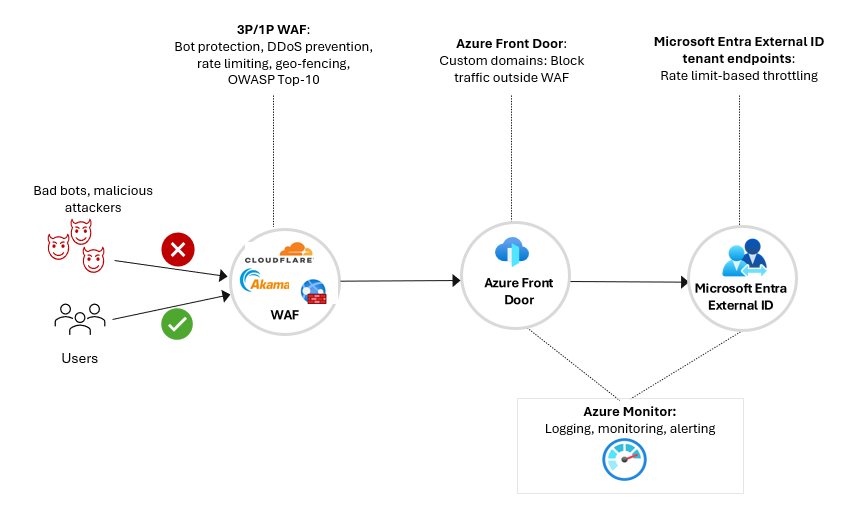 3P/1P WAF:
Bot protection, DDoS prevention,
rate limiting, geo-fencing,
OWASP Top-10
Azure Front Door:
Custom domains: Block
traffic outside WAF
Microsoft Entra External ID
tenant endpoints:
Rate limit-based throttling
Bad bots, malicious
attackers
Users
CLOUDFLARE
Akama
WAF
Azure Front
Door
Microsoft Entra
External ID
Azure Monitor:
Logging, monitoring, alerting